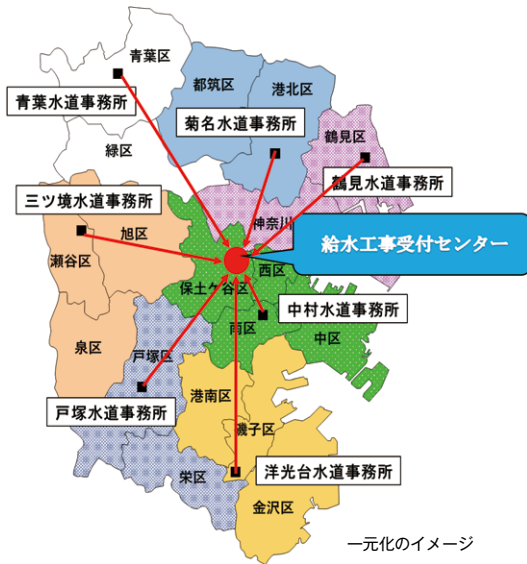 青葉区
都筑区
港北区
青葉水道事務所
菊名水道事務所
鶴見区
緑区
鶴見水道事務所
三ツ境水道事務所
神奈川
旭区
給水工事受付センター
瀬谷区
西区
保土ケ谷区
中村水道事務所
南区
中区
泉区
戸塚区
港南区
戸塚水道事務所
磯子区
栄区
洋光台水道事務所
金沢区
一元化のイメージ